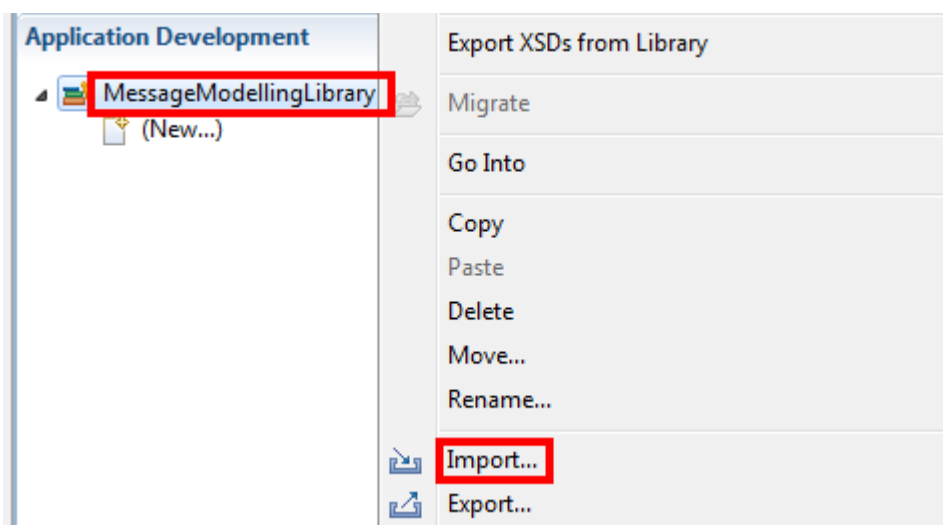 Application Development
MessageModellingLibrary
(New...)
Export XSDs from Library
Migrate
Go Into
Copy
Paste
Delete
Move...
Rename...
Import...
Export...